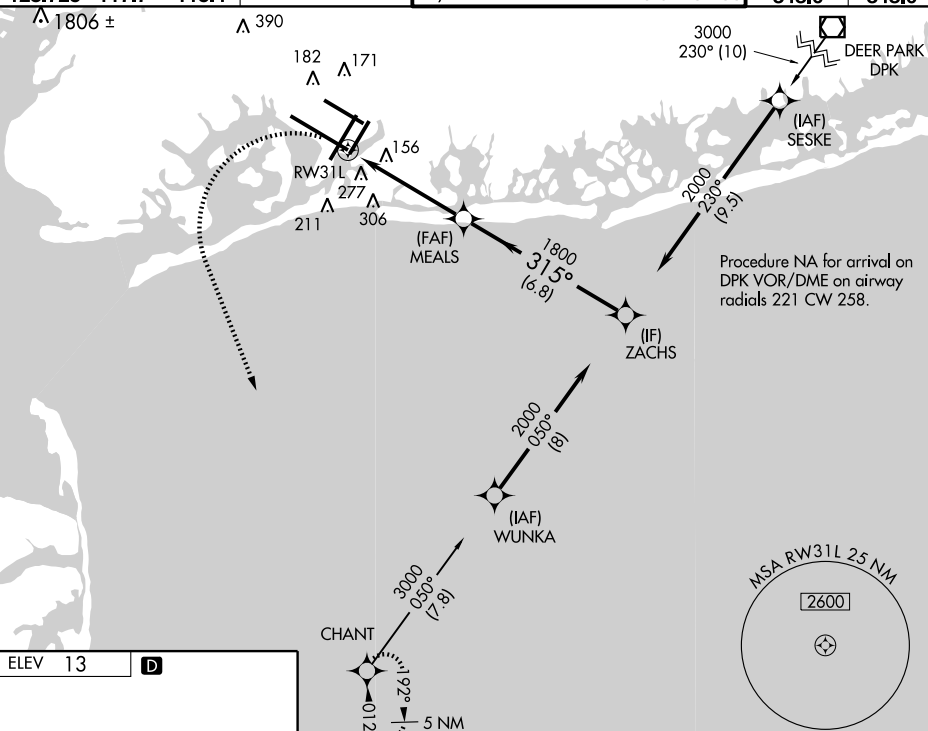 1806 ±
390
182
171
156
RW31L
277
211
306
3000
230° (10)
DEER PARK
DPK
(IAF)
SESKE
2000
230°
(9.5)
(FAF)
MEALS
1800
315°
(6.8)
Procedure NA for arrival on
DPK VOR/DME on airway
radials 221 CW 258.
(IF)
ZACHS
2000
050°
(8)
(IAF)
WUNKA
3000
050°
(7.8)
MSA RW31L 25 NM
2600
CHANT
ELEV 13
D
192°
012
5 NM